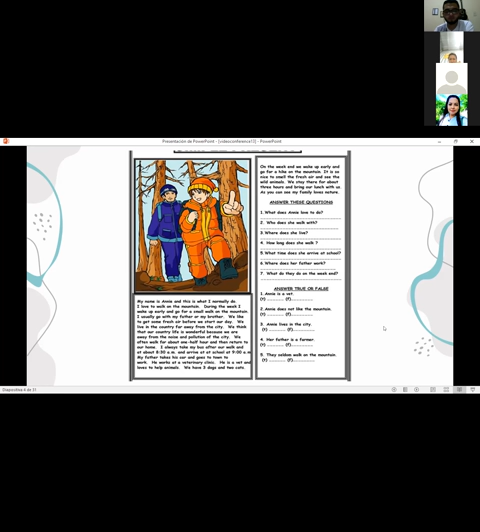 Presentación de PowerPoint - [videoconference13] - PowerPoint
My name is Annie and this is what I normally do.
I love to walk on the mountain. During the week I
wake up early and go for a small walk on the mountain.
I usually go with my father or my brother. We like
to get some fresh air before we start our day. We
live in the country far away from the city. We think
that our country life is wonderful because we are
away from the noise and pollution of the city. We
often walk for about one-half hour and then return to
our home. I always take my bus after our walk and
at about 8:30 a.m. and arrive at at school at 9:00 a.m
My father takes his car and goes to town to
work. He works at a veterinary clinic. He is a vet and
loves to help animals. We have 3 dogs and two cats.
On the week end we wake up early and
go for a hike on the mountain. It is so
nice to smell the fresh air and see the
wild animals. We stay there for about
three hours and bring our lunch with us
As you can see my family loves nature.
ANSWER THESE QUESTIONS
1. What does Annie love to do?
2. Who does she walk with?
3.Where does she live?
4. How long does she walk ?
5.What time does she arrive at school?
6.Where does her father work?
7. What do they do on the week end?
ANSWER TRUE OR FALSE
1. Annie is a vet.
(t)............ (f)..............
2. Annie does not like the mountain.
(t)............ (f)..............
3. Annie lives in the city.
(t)............ (f)..............
4. Her father is a farmer.
(t)............ (f)..............
5. They seldom walk on the mountain.
(t)............ (f)..............
Diapositiva 4 de 21